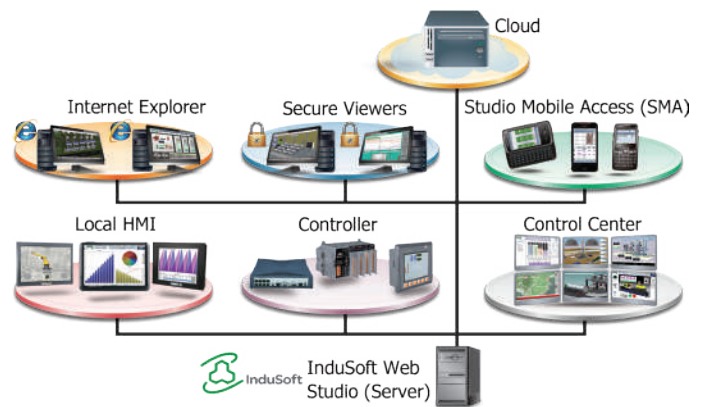 Cloud
Internet Explorer
Secure Viewers
Studio Mobile Access (SMA)
Local HMI
Controller
Control Center
InduSoft
InduSoft Web
Studio (Server)